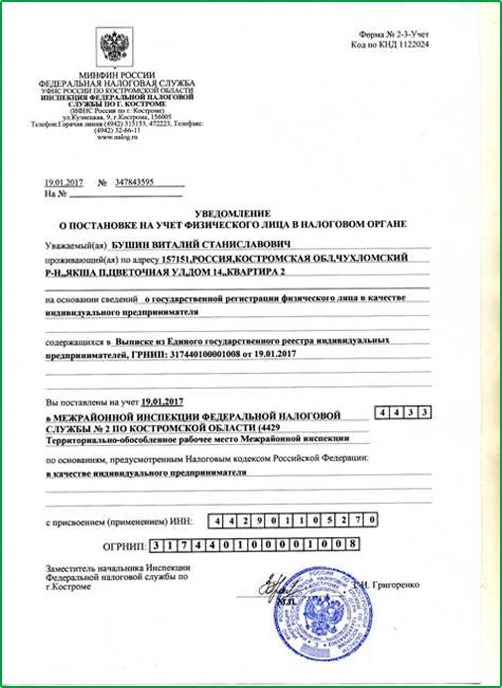 Форма № 2-3-Учет
Код по КНД 1122024
МИНФИН РОССИИ
ФЕДЕРАЛЬНАЯ НАЛОГОВАЯ СЛУЖБА
УФНС РОССИИ ПО КОСТРОМСКОЙ ОБЛАСТИ
ИНСПЕКЦИЯ ФЕДЕРАЛЬНОЙ НАЛОГОВОЙ
СЛУЖБЫ ПО Г. КОСТРОМЕ
(ИФНС России по г. Костроме)
ул.Кузнецкая, 9, г.Кострома, 156005
Телефон:Горячая линия (4942) 315153, 472223, Телефакс:
(4942) 32-66-11
www.nalog.ru
19.01.2017 № 347843595
На №
УВЕДОМЛЕНИЕ
О ПОСТАНОВКЕ НА УЧЕТ ФИЗИЧЕСКОГО ЛИЦА В НАЛОГОВОМ ОРГАНЕ
Уважаемый(ая) БУШИН ВИТАЛИЙ СТАНИСЛАВОВИЧ
проживающий(ая) по адресу 157151,РОССИЯ,КОСТРОМСКАЯ ОБЛ,ЧУХЛОМСКИЙ
Р-Н,,ЯКША П,ЦВЕТОЧНАЯ УЛ,ДОМ 14,,КВАРТИРА 2
на основании сведений о государственной регистрации физического лица в качестве
индивидуального предпринимателя
содержащихся в Выписке из Единого государственного реестра индивидуальных
предпринимателей, ГРНИП: 317440100001008 от 19.01.2017
Вы поставлены на учет 19.01.2017
в МЕЖРАЙОННОЙ ИНСПЕКЦИИ ФЕДЕРАЛЬНОЙ НАЛОГОВОЙ 4 4 3 3
СЛУЖБЫ № 2 ПО КОСТРОМСКОЙ ОБЛАСТИ (4429
Территориально-обособленное рабочее место Межрайонной инспекции
по основаниям, предусмотренным Налоговым кодексом Российской Федерации:
в качестве индивидуального предпринимателя
с присвоением (применением) ИНН: 4 4 2 9 0 1 1 0 5 2 7 0
ОГРНИП: 3 1 7 4 4 0 1 0 0 0 0 1 0 0 8
Заместитель начальника Инспекции
Федеральной налоговой службы по
г.Костроме
И. Григоренко
М.П.